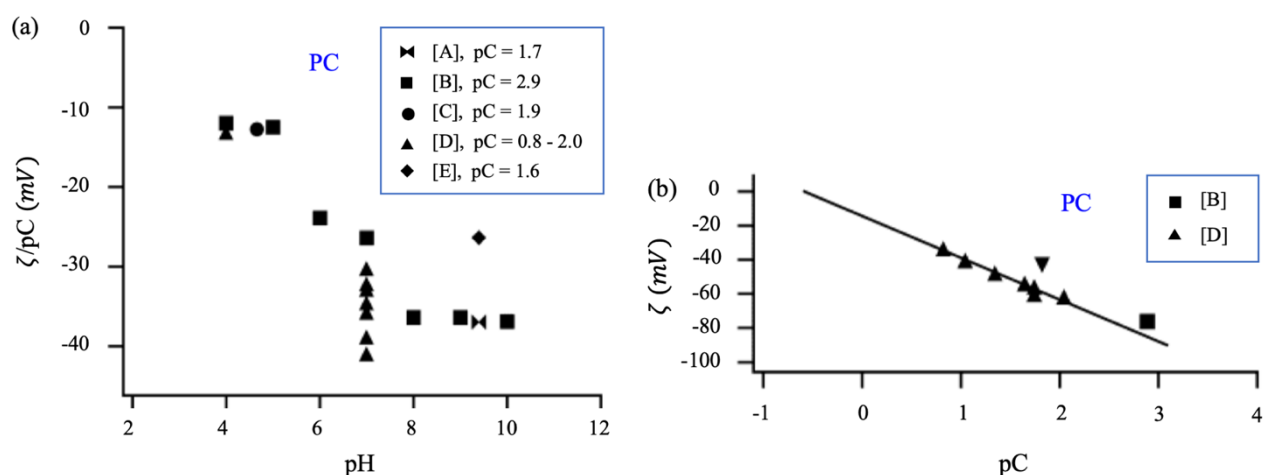 (a)
0
-10
-20
-30
-40
ζ/pC (mV)
PC
[A], pC = 1.7
[B], pC = 2.9
[C], pC = 1.9
[D], pC = 0.8 - 2.0
[E], pC = 1.6
2 4 6 8 10 12
pH
(b)
0
-20
-40
-60
-80
-100
ζ (mV)
PC
[B]
[D]
-1 0 1 2 3 4
pC